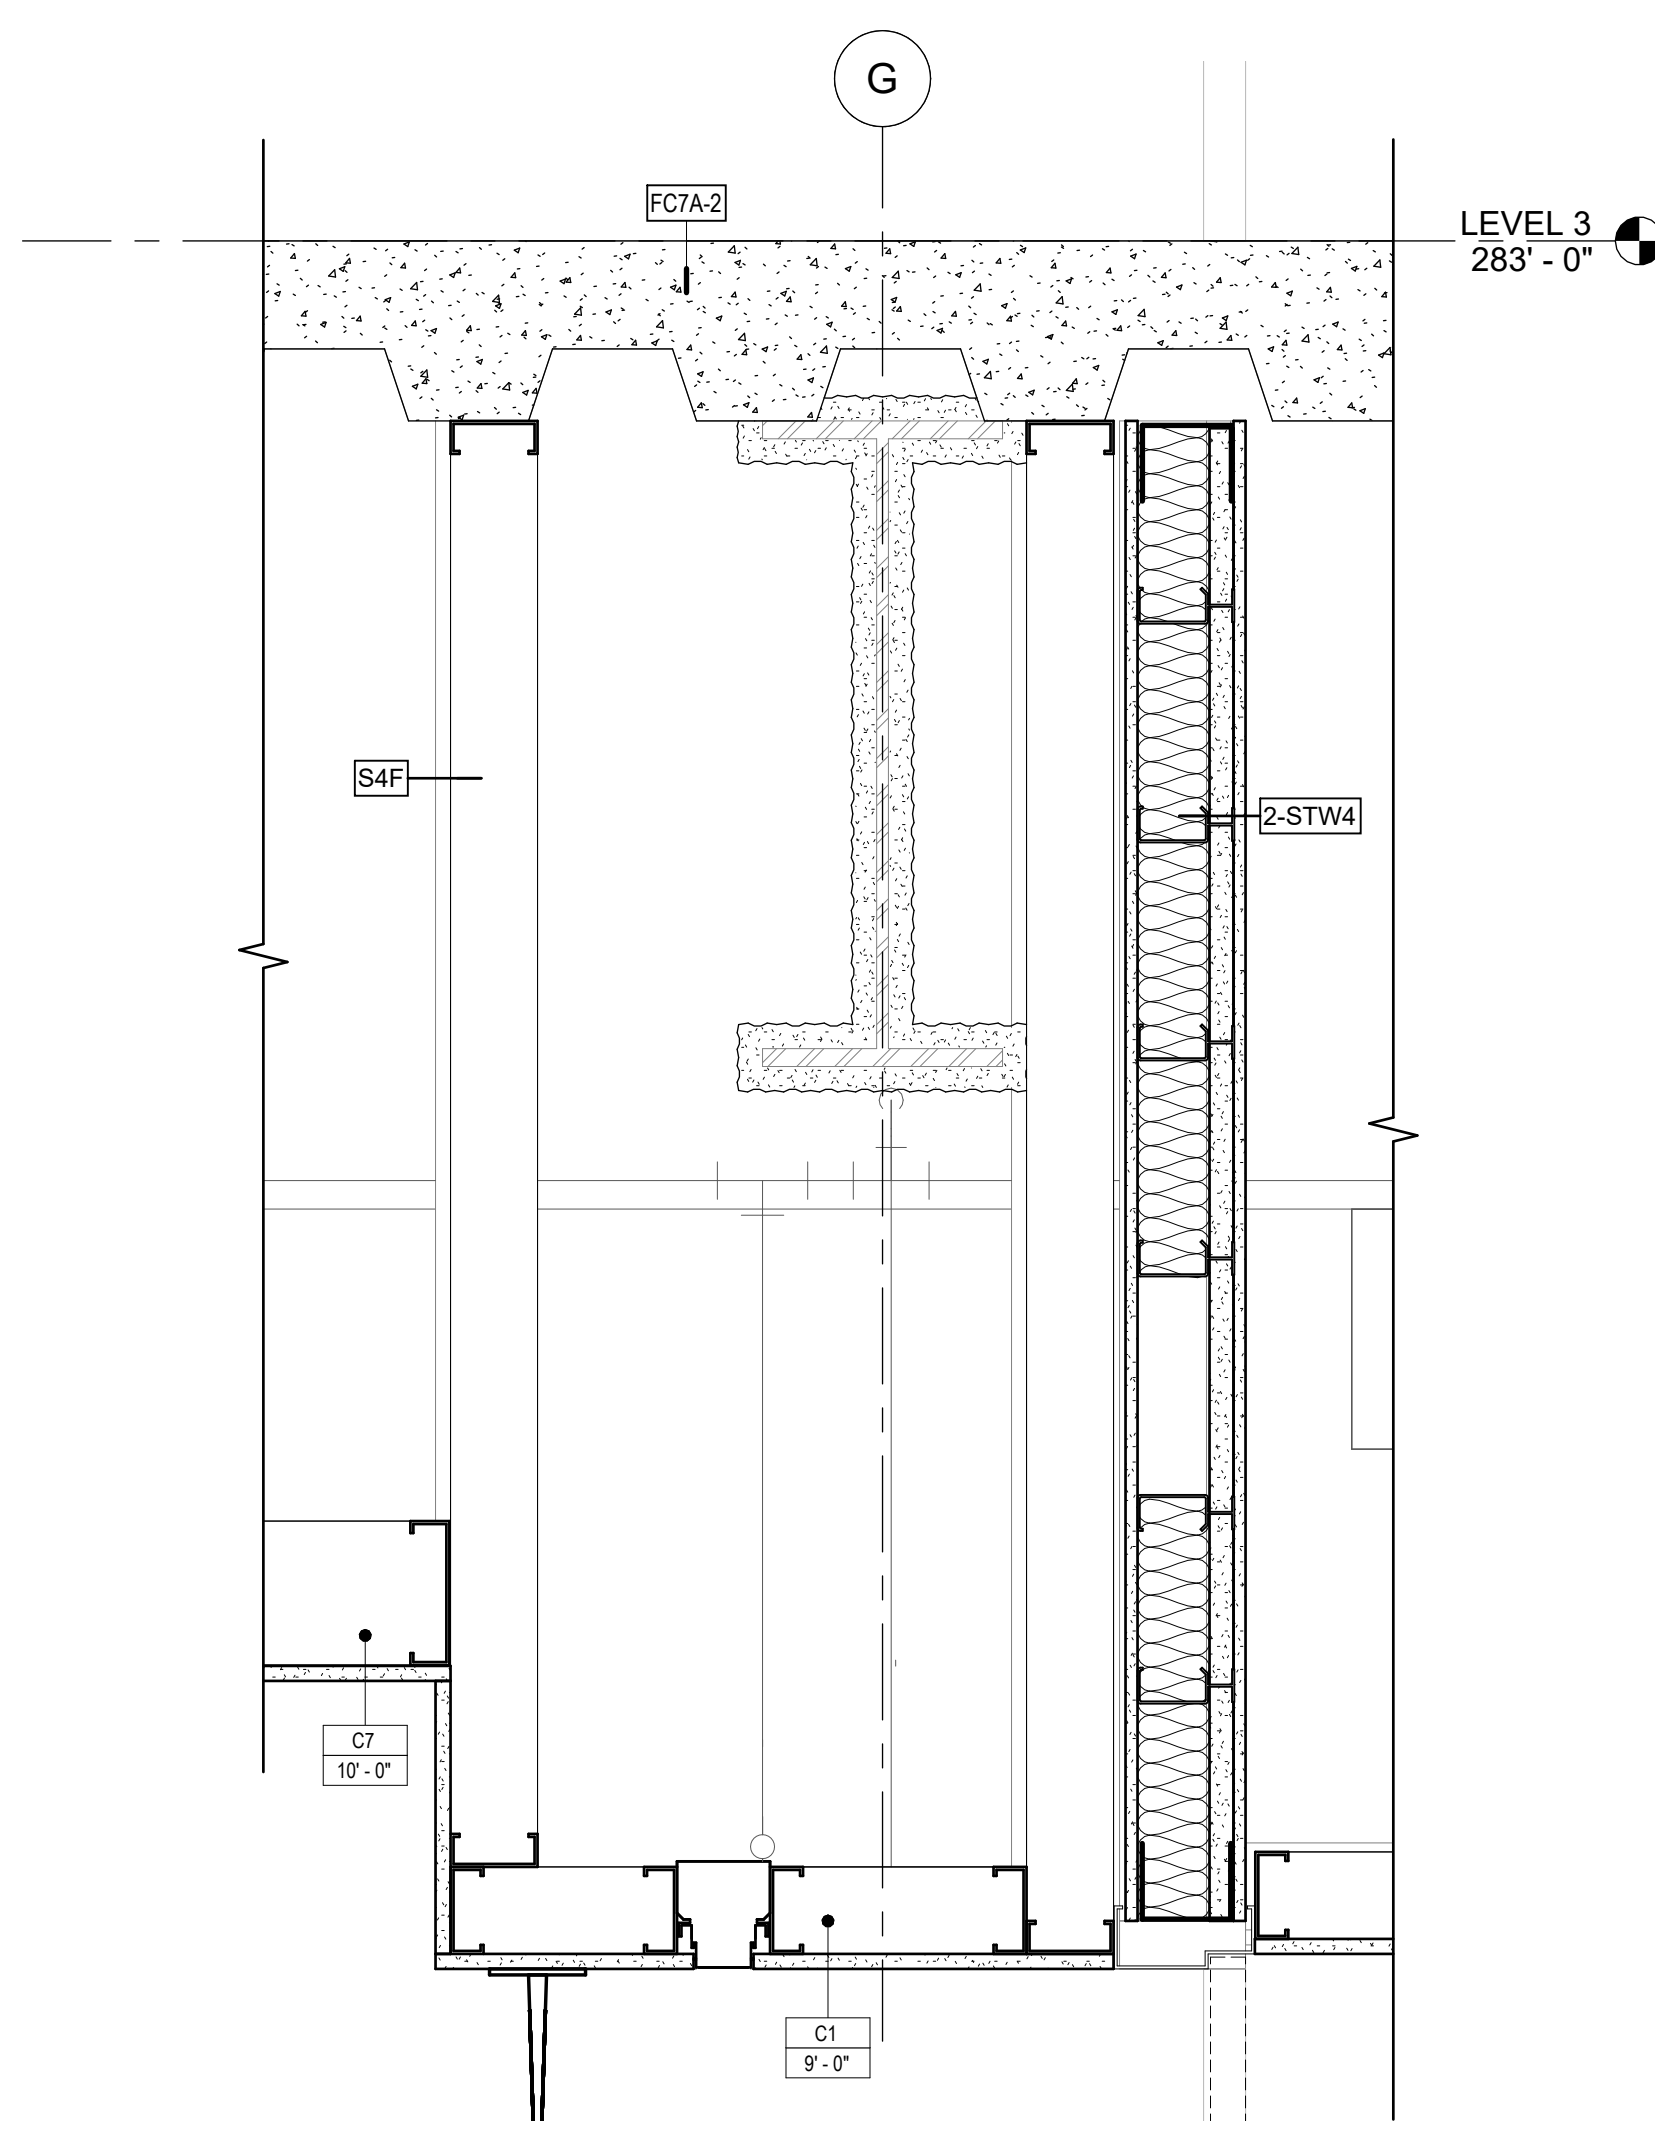 G
FC7A-2
LEVEL 3
283' - 0"
S4F
2-STW4
C7
10' - 0"
C1
9' - 0"